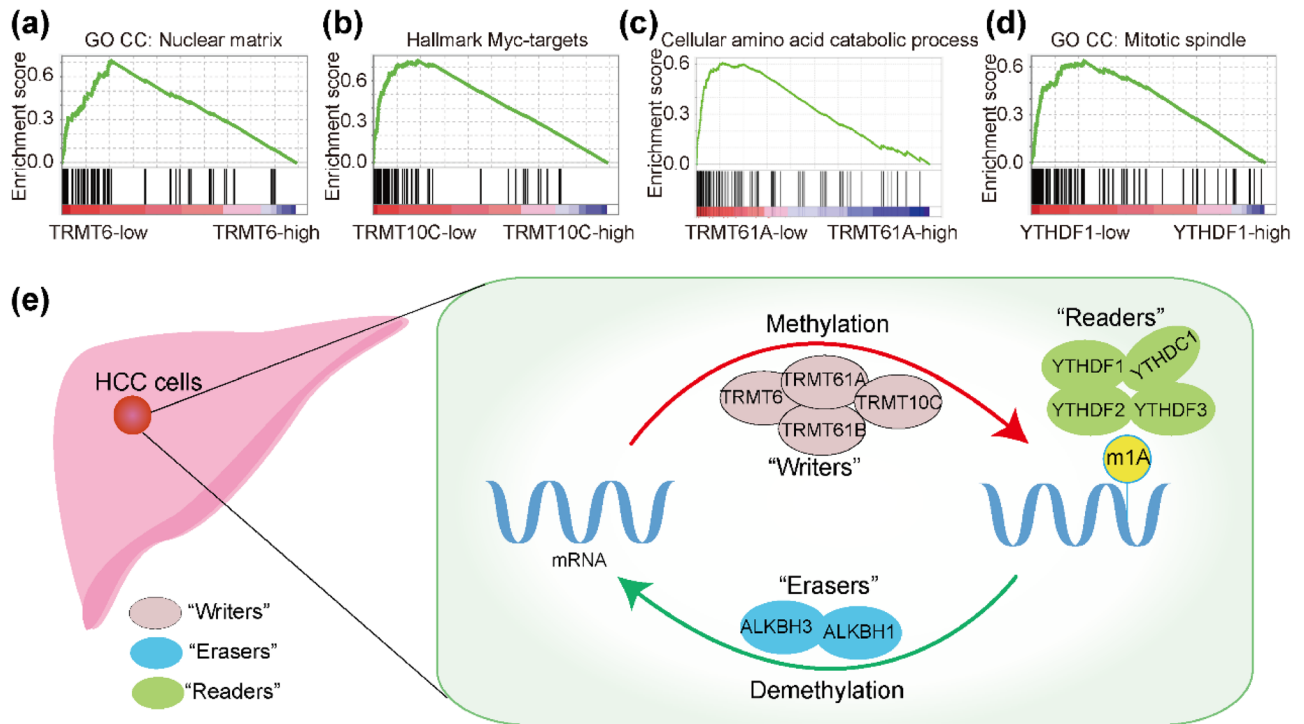 (a)
GO CC: Nuclear matrix
Enrichment score
0.6
0.3
0.0
TRMT6-low
TRMT6-high
(b)
Hallmark Myc-targets
Enrichment score
0.6
0.3
0.0
TRMT10C-low
TRMT10C-high
(c)
Cellular amino acid catabolic process
Enrichment score
0.6
0.3
0.0
TRMT61A-low
TRMT61A-high
(d)
GO CC: Mitotic spindle
Enrichment score
0.6
0.3
0.0
YTHDF1-low
YTHDF1-high
(e)
HCC cells
"Writers"
"Erasers"
"Readers"
Methylation
TRMT6
TRMT61A
TRMT10C
TRMT61B
"Writers"
"Readers"
YTHDF1
YTHDC1
YTHDF2
YTHDF3
m1A
mRNA
"Erasers"
ALKBH3
ALKBH1
Demethylation